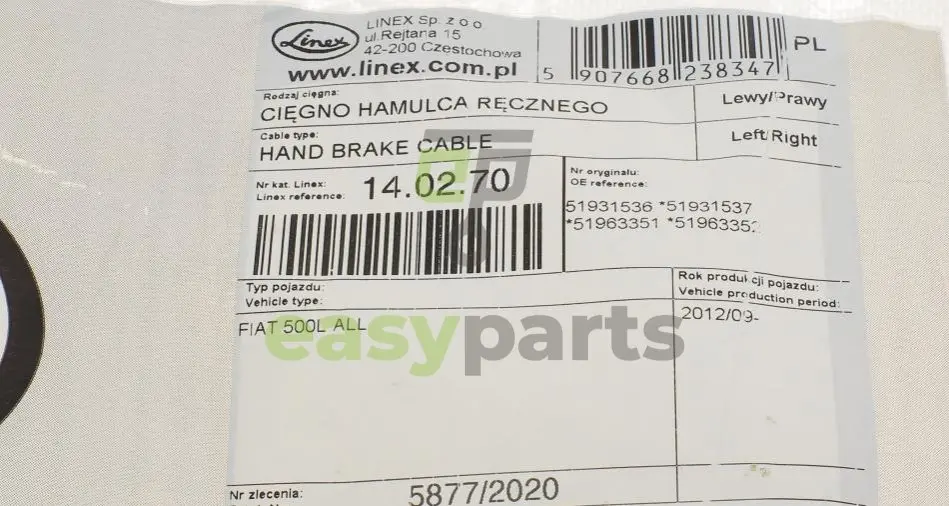 Linex
LINEX Sp. z o o
ul.Rejtana 15
42-200 Czestochowa
www.linex.com.pl
5 907668 238347
PL
Rodzaj cięgna:
CIĘGNO HAMULCA RĘCZNEGO
Lewy/Prawy
Cable type:
HAND BRAKE CABLE
Left/Right
Nr kat. Linex:
Linex reference:
14.02.70
Nr oryginału:
OE reference:
51931536 *51931537
*51963351 *51963352
Typ pojazdu:
Vehicle type:
FIAT 500L ALL
Rok produkcji pojazdu:
Vehicle production period:
2012/09-
easyparts
Nr zlecenia:
5877/2020